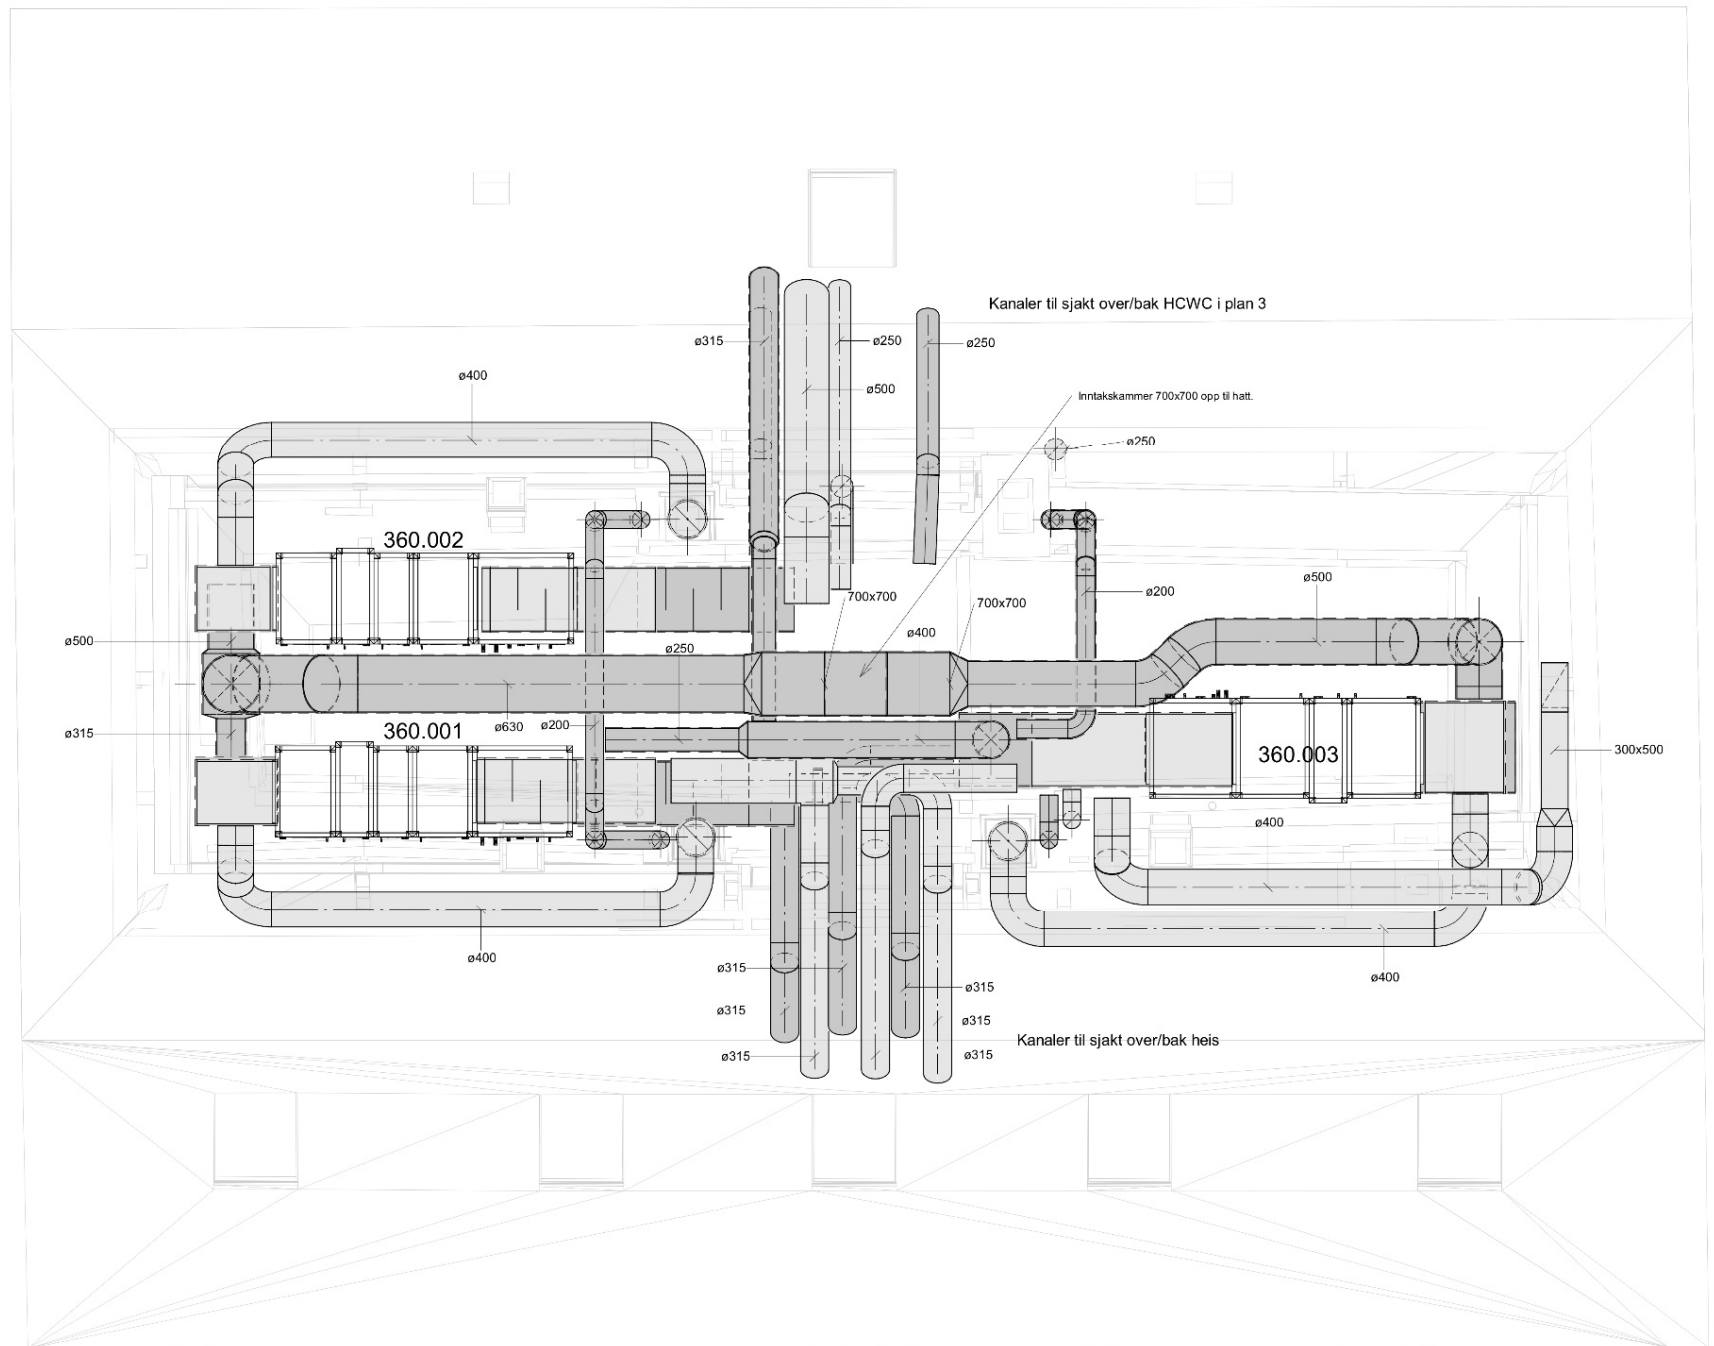 Kanaler til sjakt over/bak HCWC i plan 3
ø315
ø250
ø250
ø400
ø500
Inntakskammer 700x700 opp til hatt.
ø250
360.002
ø500
ø200
700x700
700x700
ø500
ø400
ø250
ø315
360.001
ø630
ø200
360.003
300x500
ø400
ø400
ø315
ø400
ø315
ø315
ø315
Kanaler til sjakt over/bak heis
ø315
ø315